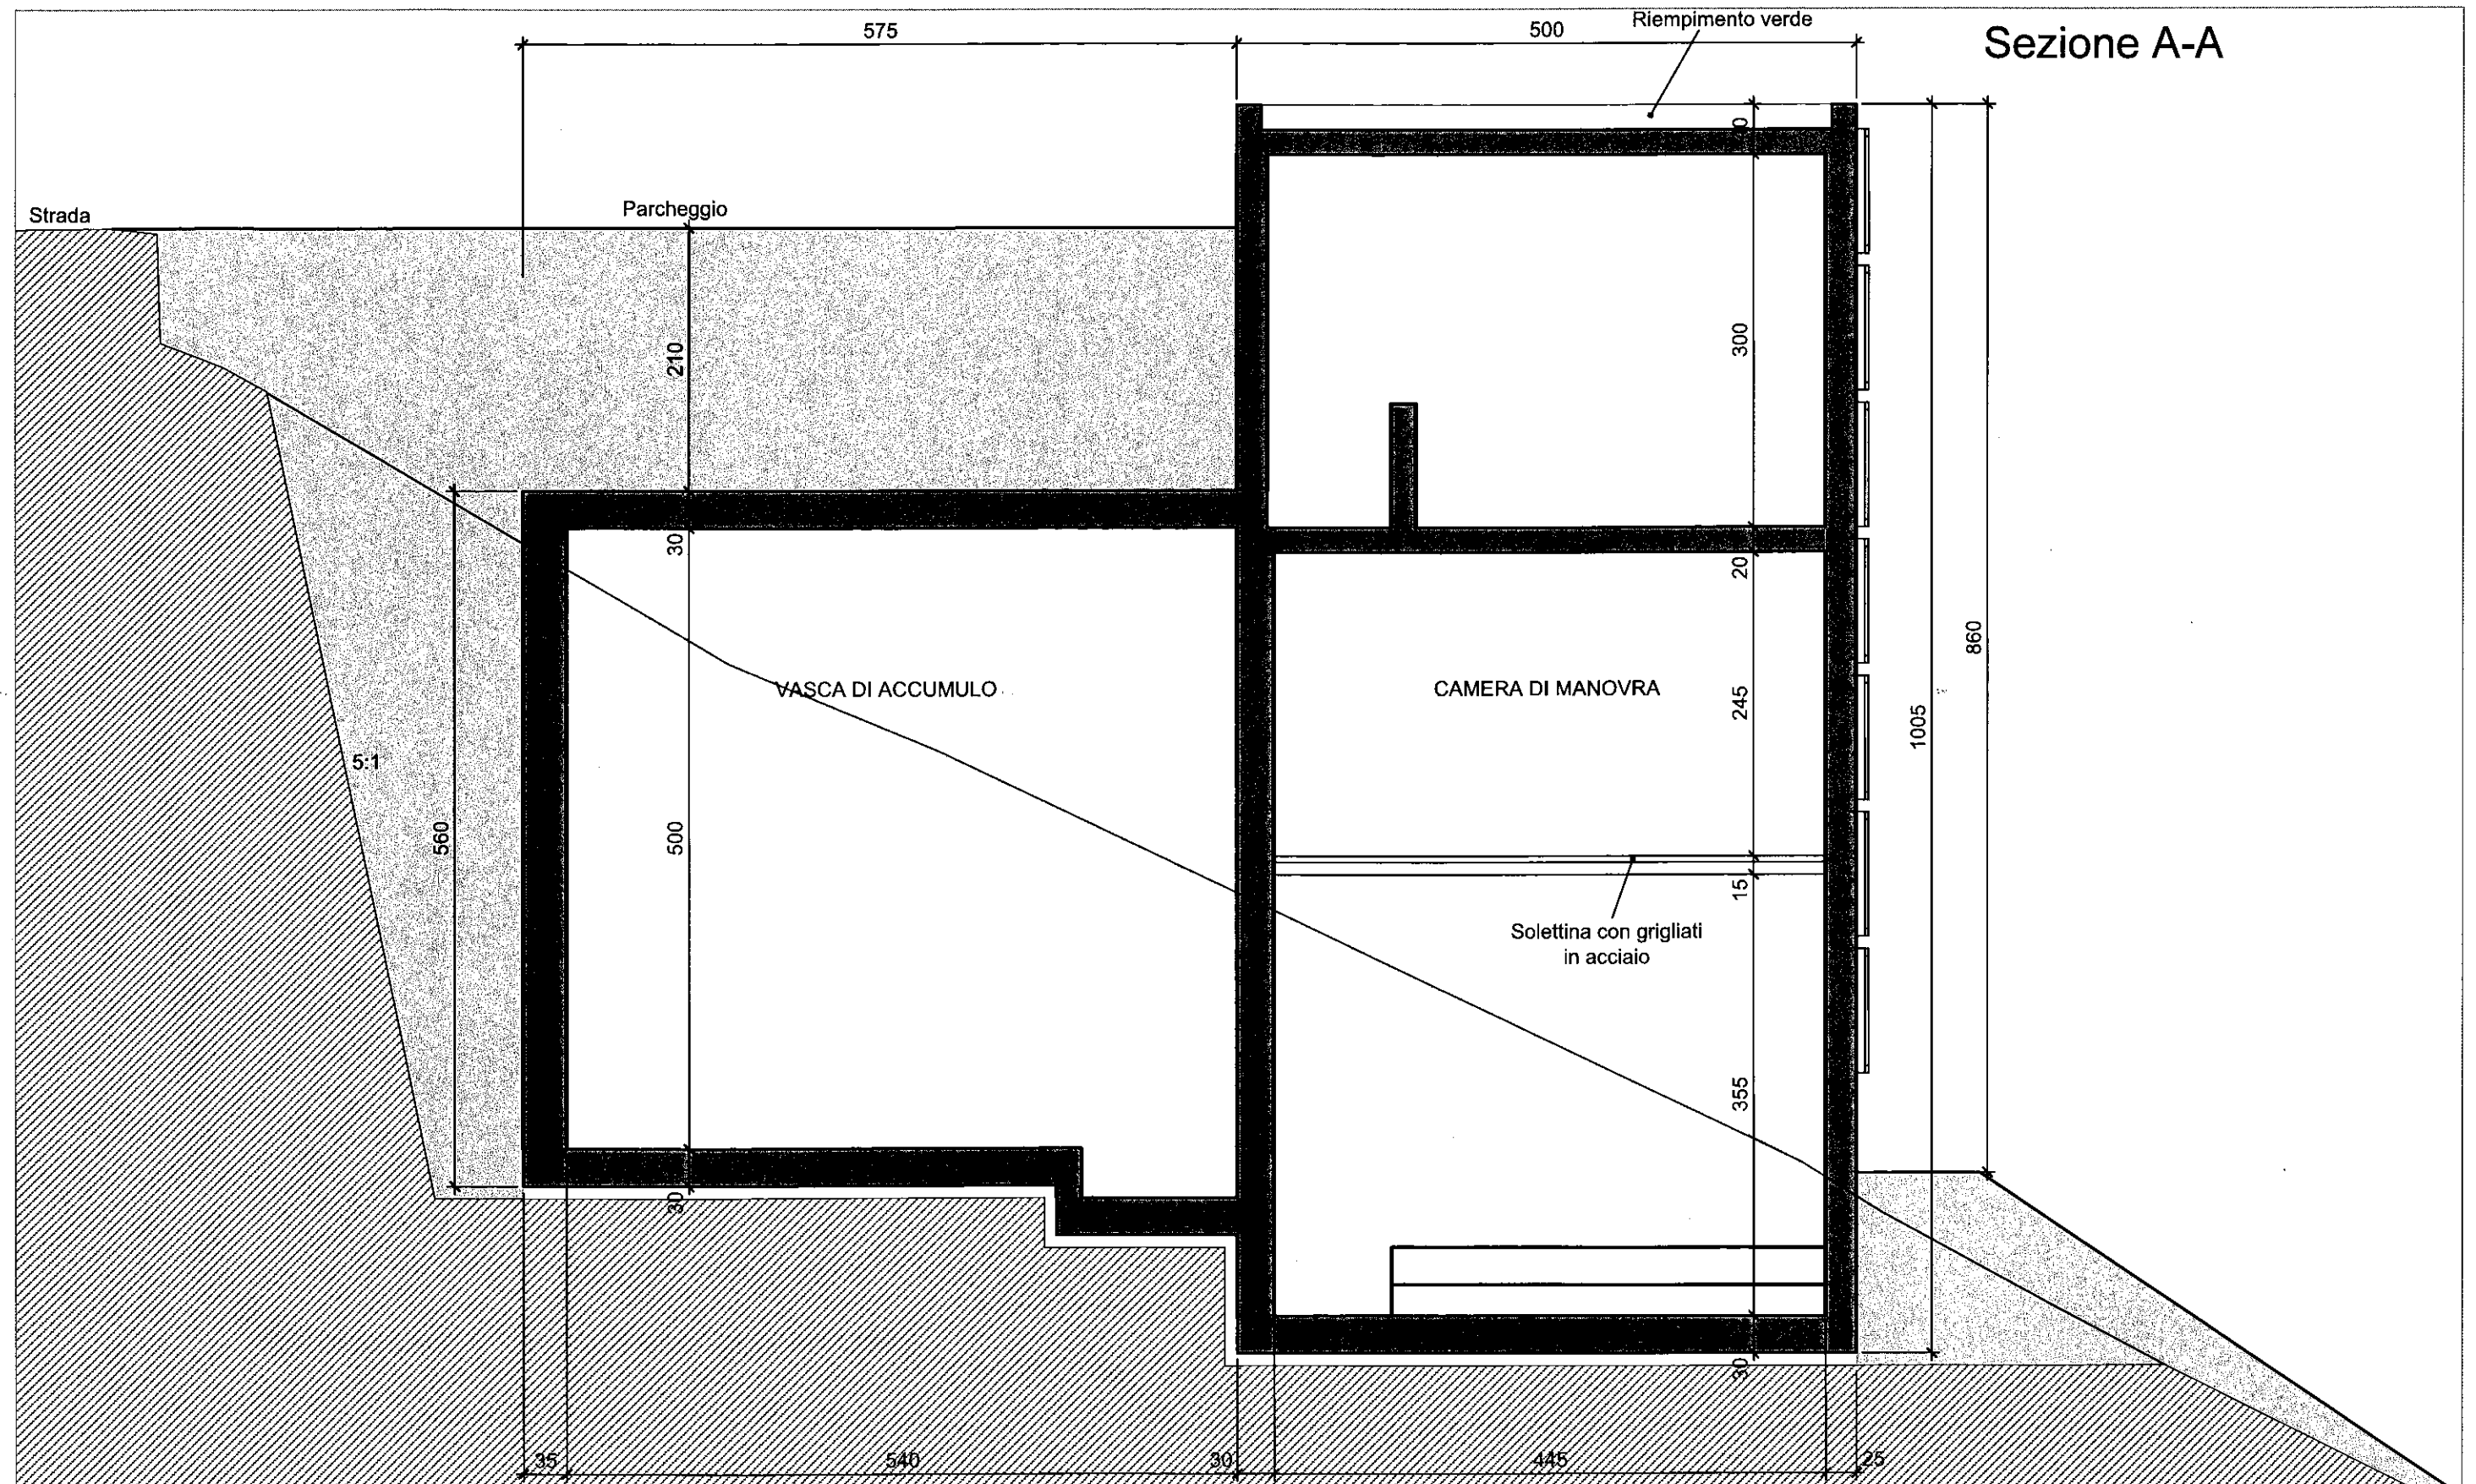 Riempimento verde
575
500
Sezione A-A
Strada
Parcheggio
210
300
30
20
VASCA DI ACCUMULO
CAMERA DI MANOVRA
245
860
1005
5:1
560
500
15
Solettina con grigliati
in acciaio
355
30
30
35
540
30
445
25